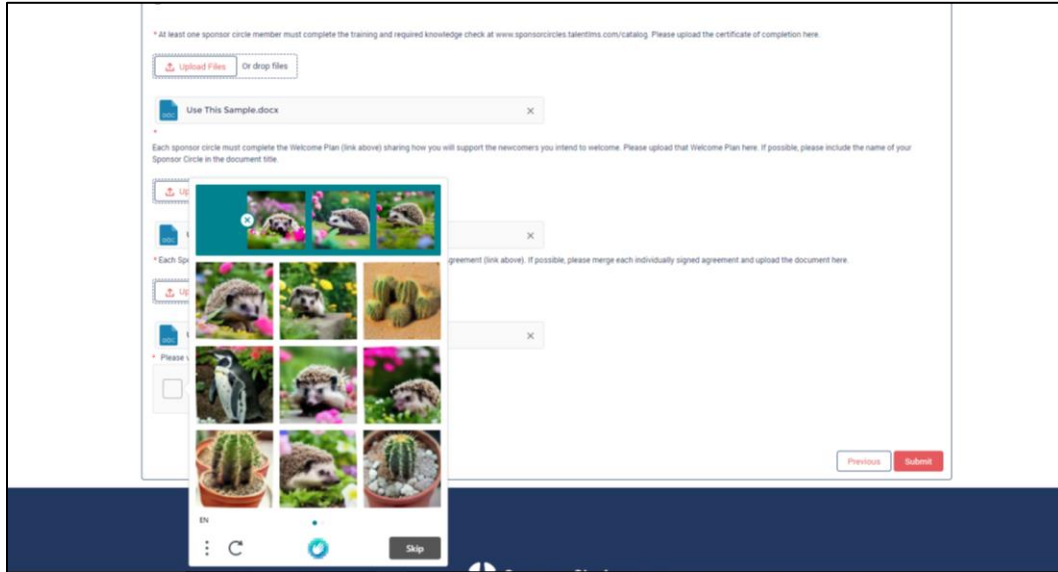 * At least one sponsor circle member must complete the training and required knowledge check at www.sponsorcircles.talentlms.com/catalog. Please upload the certificate of completion here.
Upload Files Or drop files
DOC Use This Sample.docx
*
Each sponsor circle must complete the Welcome Plan (link above) sharing how you will support the newcomers you intend to welcome. Please upload that Welcome Plan here. If possible, please include the name of your
Sponsor Circle in the document title.
DOC
* Each greement (link above). If possible, please merge each individually signed agreement and upload the document here.
DOC
* Please
Previous Submit
EN
Skip